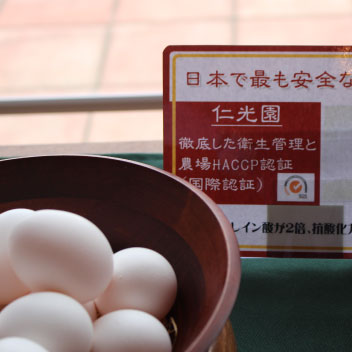 日本で最も安全な
仁光園
徹底した衛生管理と
農場HACCP認証
(国際認証)
レイン酸が2倍、抗酸化